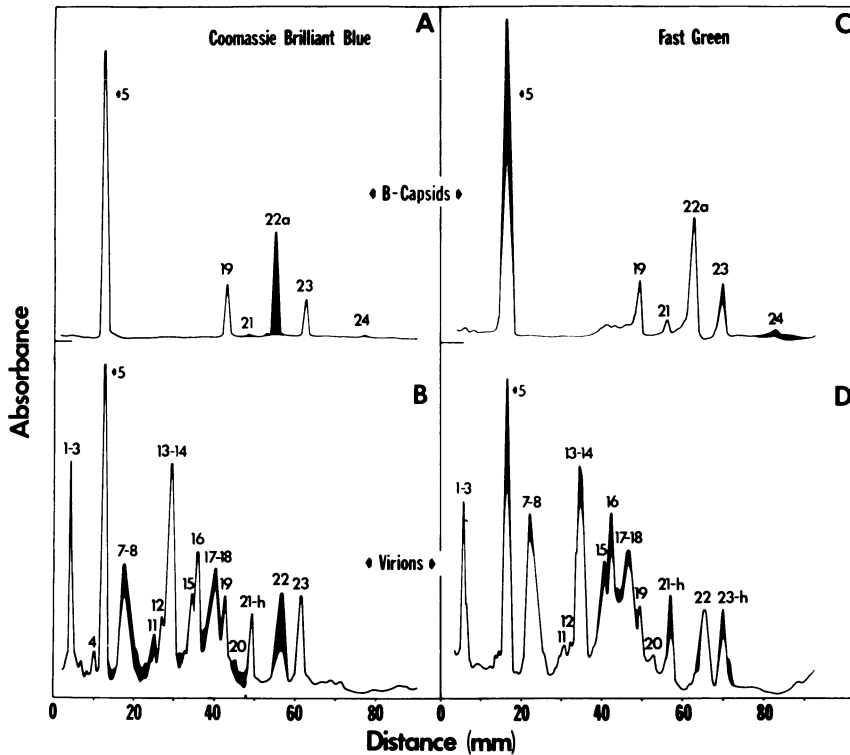 A
Coomassie Brilliant Blue
5
19
21
22a
23
24
C
Fast Green
5
19
21
22a
23
24
B-Capsids
Absorbance
B
1-3
4
5
7-8
11
12
13-14
15
16
17-18
19
20
21-h
22
23
D
1-3
5
7-8
11
12
13-14
15
16
17-18
19
20
21-h
22
23-h
Virions
0 20 40 60 80 0 20 40 60 80
Distance (mm)